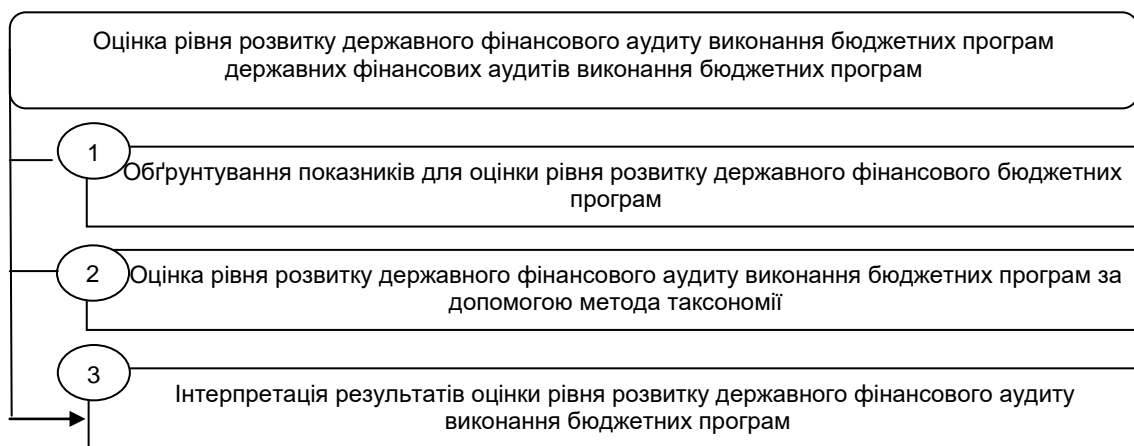 Оцінка рівня розвитку державного фінансового аудиту виконання бюджетних програм
державних фінансових аудитів виконання бюджетних програм
1
Обґрунтування показників для оцінки рівня розвитку державного фінансового бюджетних
програм
2
Оцінка рівня розвитку державного фінансового аудиту виконання бюджетних програм за
допомогою метода таксономії
3
Інтерпретація результатів оцінки рівня розвитку державного фінансового аудиту
виконання бюджетних програм